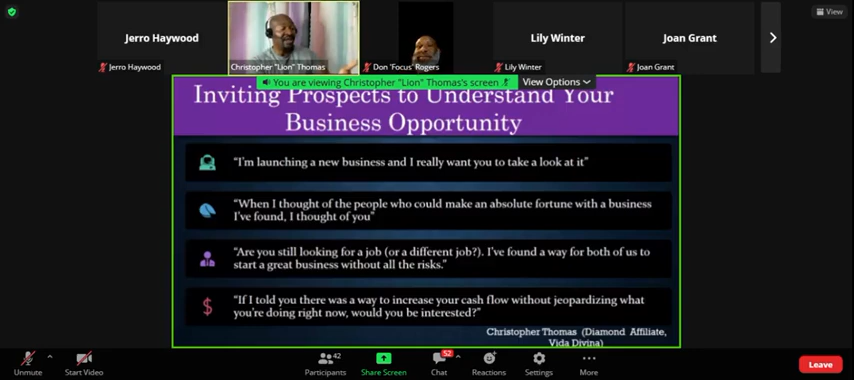 View
Jerro Haywood
Lily Winter
Joan Grant
Jerro Haywood
Christopher "Lion" Thomas
Don 'Focus' Rogers
Lily Winter
Joan Grant
You are viewing Christopher "Lion" Thomas's screen
View Options
Inviting Prospects to Understand Your
Business Opportunity
“I'm launching a new business and I really want you to take a look at it”
“When I thought of the people who could make an absolute fortune with a business
I've found, I thought of you”
“Are you still looking for a job (or a different job?). I've found a way for both of us to
start a great business without all the risks.”
“If I told you there was a way to increase your cash flow without jeopardizing what
you're doing right now, would you be interested?”
Christopher Thomas (Diamond Affiliate,
Vida Divina)
Unmute
Start Video
42
Participants
Share Screen
52
Chat
Reactions
Settings
More
Leave